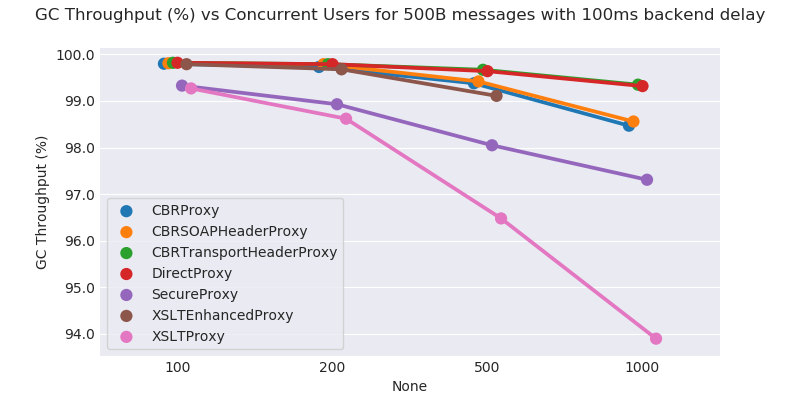 GC Throughput (%) vs Concurrent Users for 500B messages with 100ms backend delay
100.0
99.0
98.0
97.0
96.0
95.0
94.0
GC Throughput (%)
CBRProxy
CBRSOAPHeaderProxy
CBRTransportHeaderProxy
DirectProxy
SecureProxy
XSLTEnhancedProxy
XSLTProxy
100 200 500 1000
None